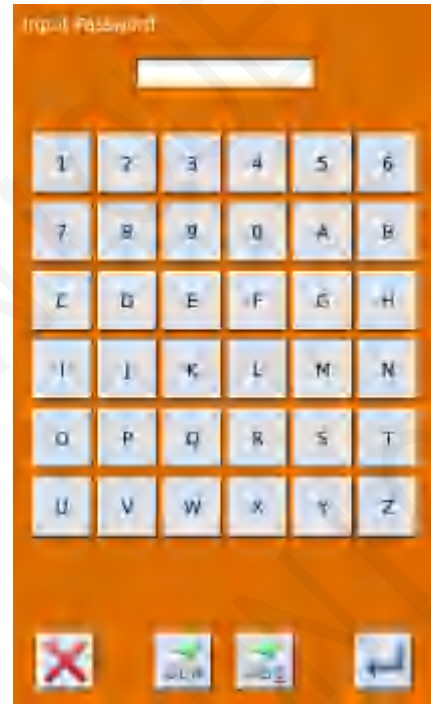 Input Password
1 2 3 4 5 6
7 8 9 0 A B
C D E F G H
I J K L M N
O P Q R S T
U V W X Y Z